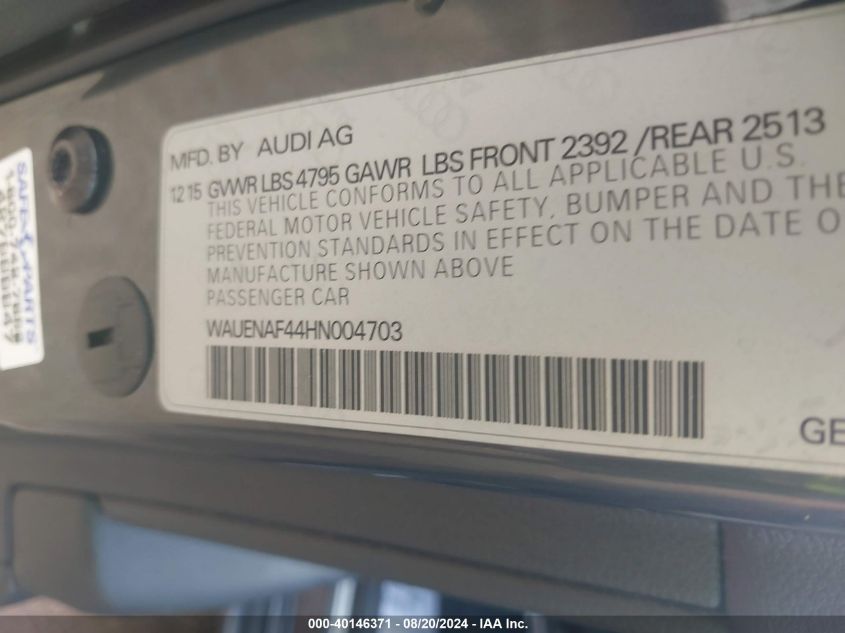 MFD. BY AUDI AG
12 15 GVWR LBS 4795 GAWR LBS FRONT 2392 /REAR 2513
THIS VEHICLE CONFORMS TO ALL APPLICABLE U.S.
FEDERAL MOTOR VEHICLE SAFETY, BUMPER AND THE
PREVENTION STANDARDS IN EFFECT ON THE DATE O
MANUFACTURE SHOWN ABOVE
PASSENGER CAR
WAUENAF44HN004703
GE
000-40146371 - 08/20/2024 - IAA Inc.